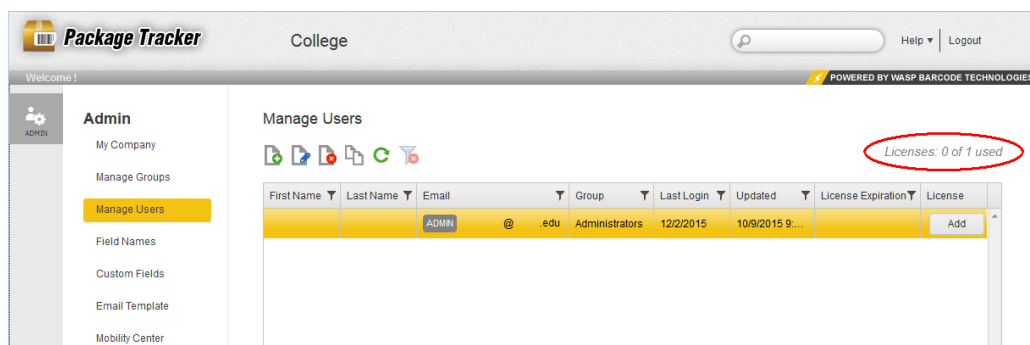 Package Tracker
College
Help
Logout
Welcome !
POWERED BY WASP BARCODE TECHNOLOGIES
ADMIN
Admin
My Company
Manage Groups
Manage Users
Field Names
Custom Fields
Email Template
Mobility Center
Manage Users
Licenses: 0 of 1 used
First Name Last Name Email Group Last Login Updated License Expiration License
ADMIN @ .edu Administrators 12/2/2015 10/9/2015 9:... Add